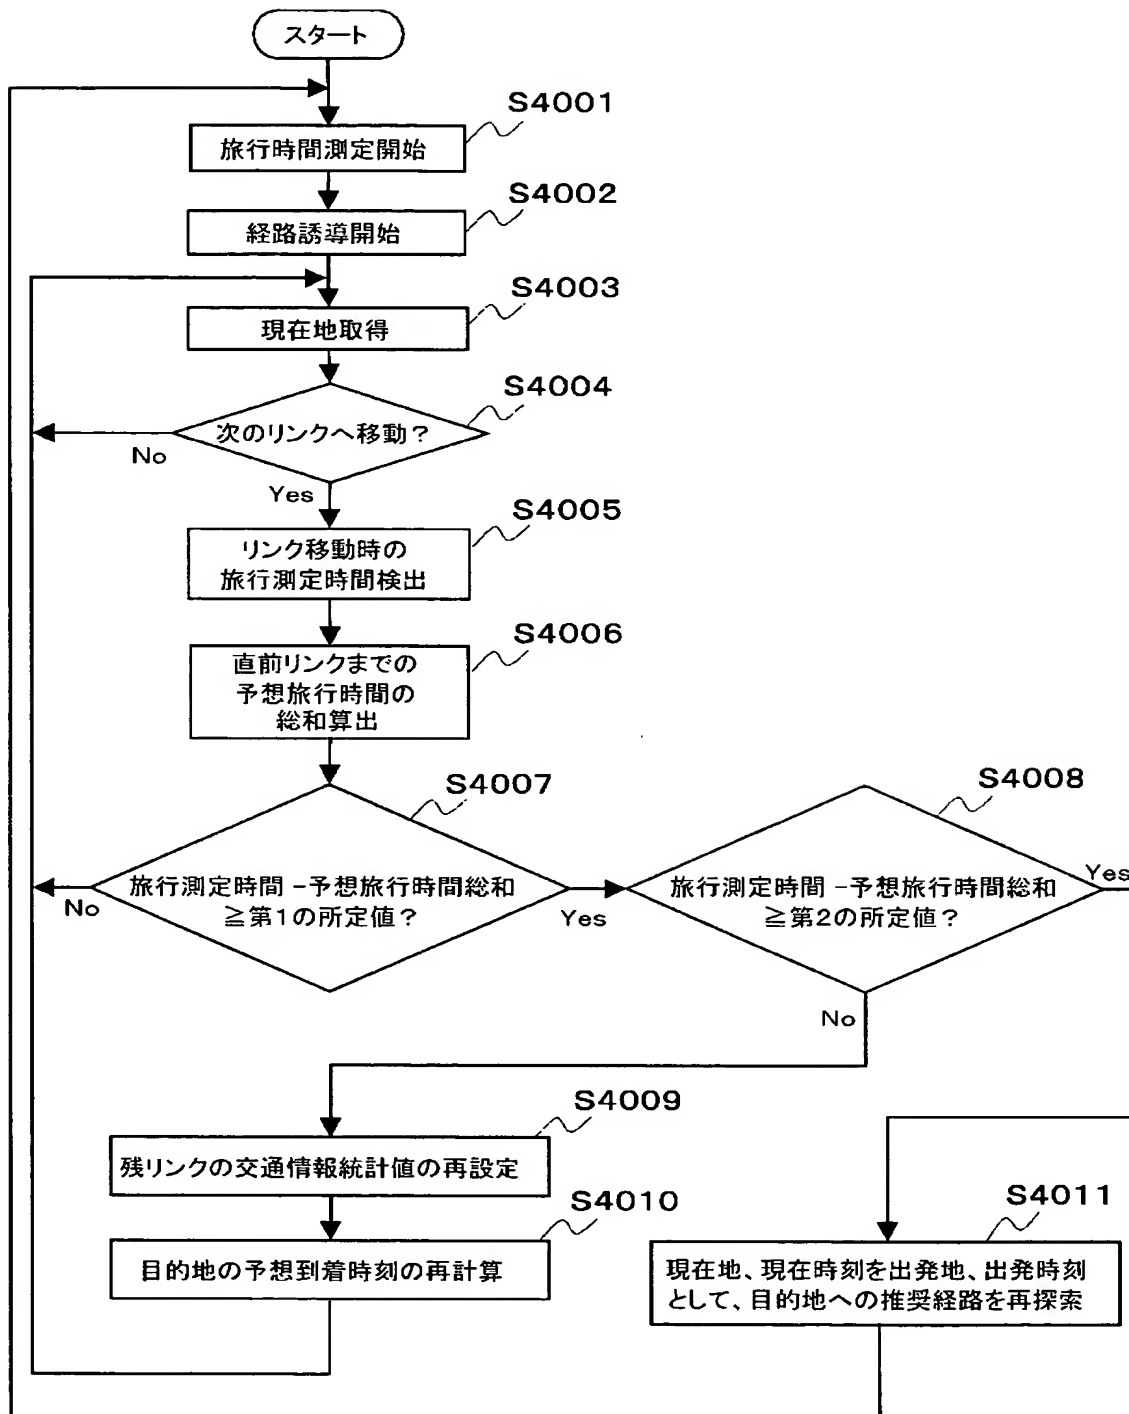 スタート
S4001
旅行時間測定開始
S4002
経路誘導開始
S4003
現在地取得
S4004
次のリンクへ移動？
No
Yes
S4005
リンク移動時の
旅行測定時間検出
S4006
直前リンクまでの
予想旅行時間の
総和算出
S4007
旅行測定時間－予想旅行時間総和
≧第1の所定値？
No
Yes
S4008
旅行測定時間－予想旅行時間総和
≧第2の所定値？
Yes
No
S4009
残リンクの交通情報統計値の再設定
S4010
目的地の予想到着時刻の再計算
S4011
現在地、現在時刻を出発地、出発時刻
として、目的地への推奨経路を再探索